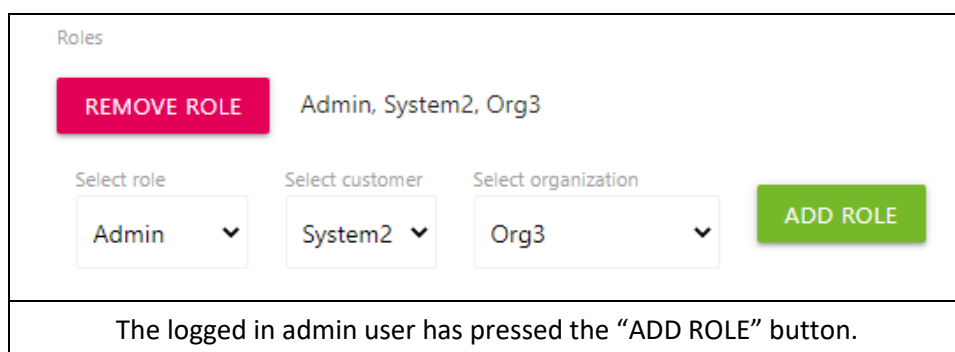 Roles
REMOVE ROLE Admin, System2, Org3
Select role Select customer Select organization
Admin System2 Org3 ADD ROLE
The logged in admin user has pressed the “ADD ROLE” button.